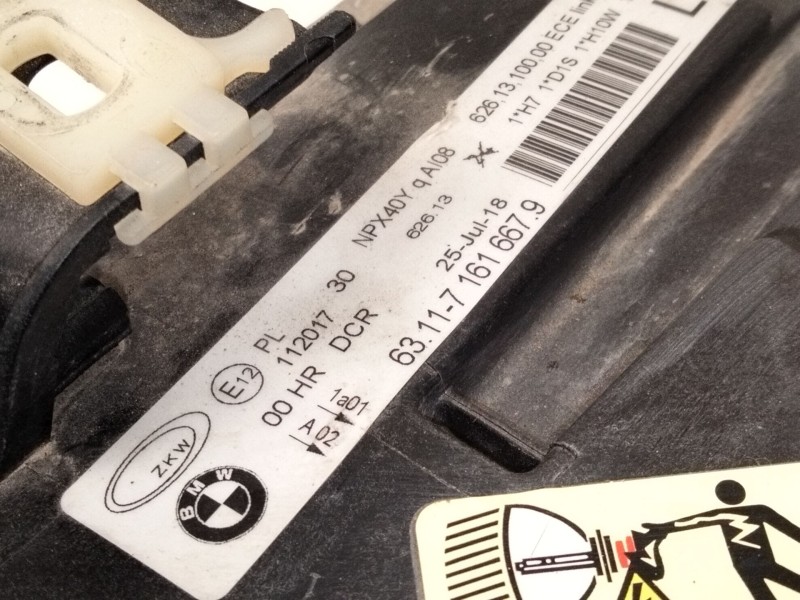 626.13.100.00 ECE
1*H7 1*D1S 1*H10W
L
NPX40Y q AI08
626.13
25-Jul-18
63.11-7 161 667.9
PL
E12 112017 30
00 HR DCR
1a01
A 02
ZKW
BMW